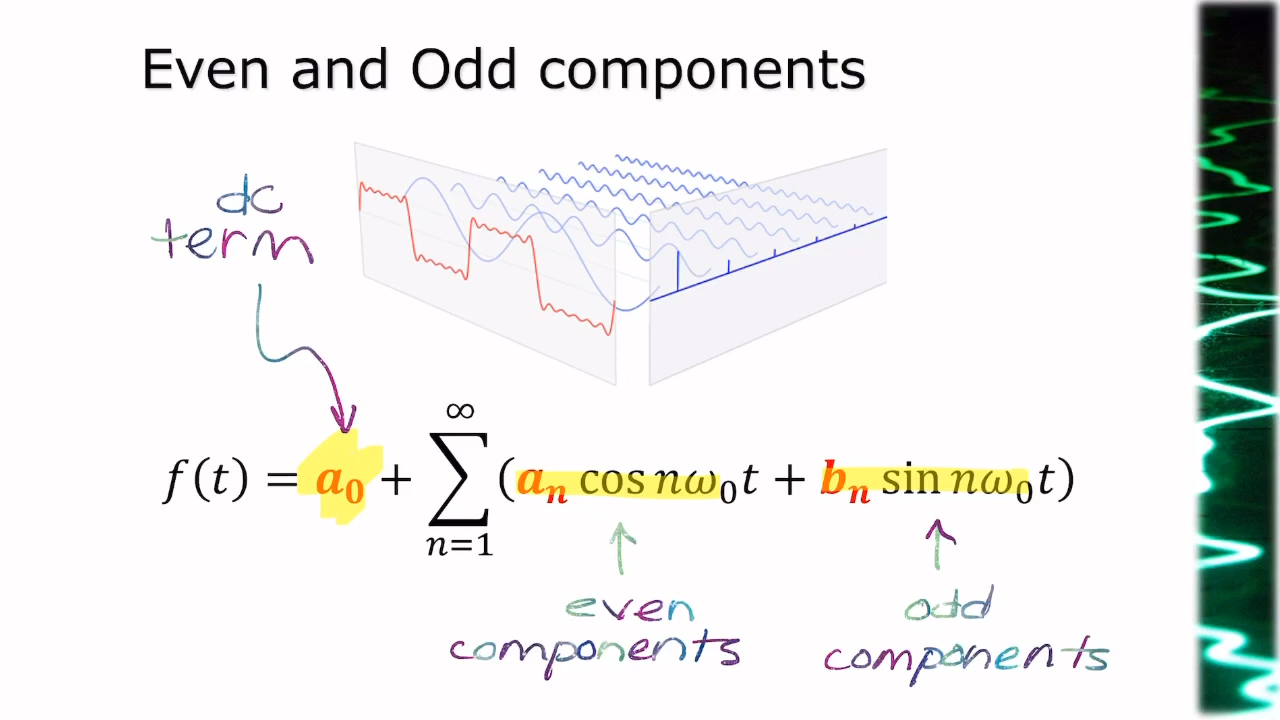 Even and Odd components
dc
term
f(t) = a₀ + ∑_{n=1}^{∞} (aₙ cos nω₀t + bₙ sin nω₀t)
even
components
odd
components